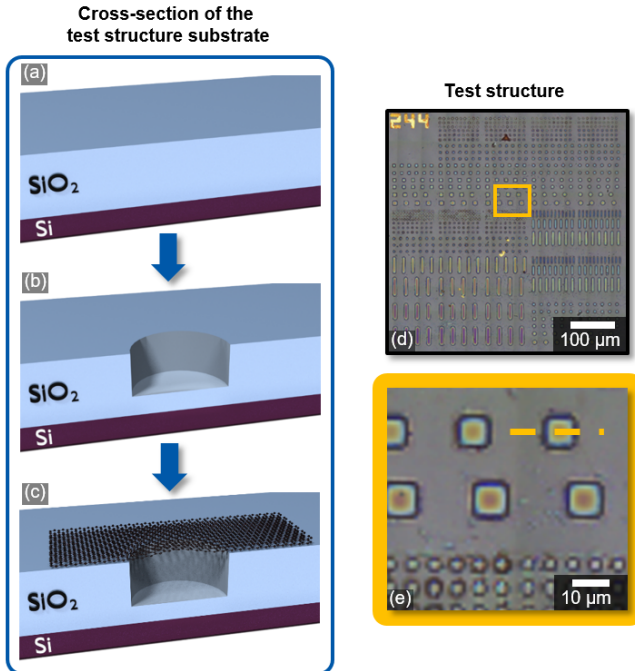 Cross-section of the
test structure substrate
(a)
SiO₂
Si
(b)
SiO₂
Si
(c)
SiO₂
Si
Test structure
244
(d)
100 µm
(e)
10 µm